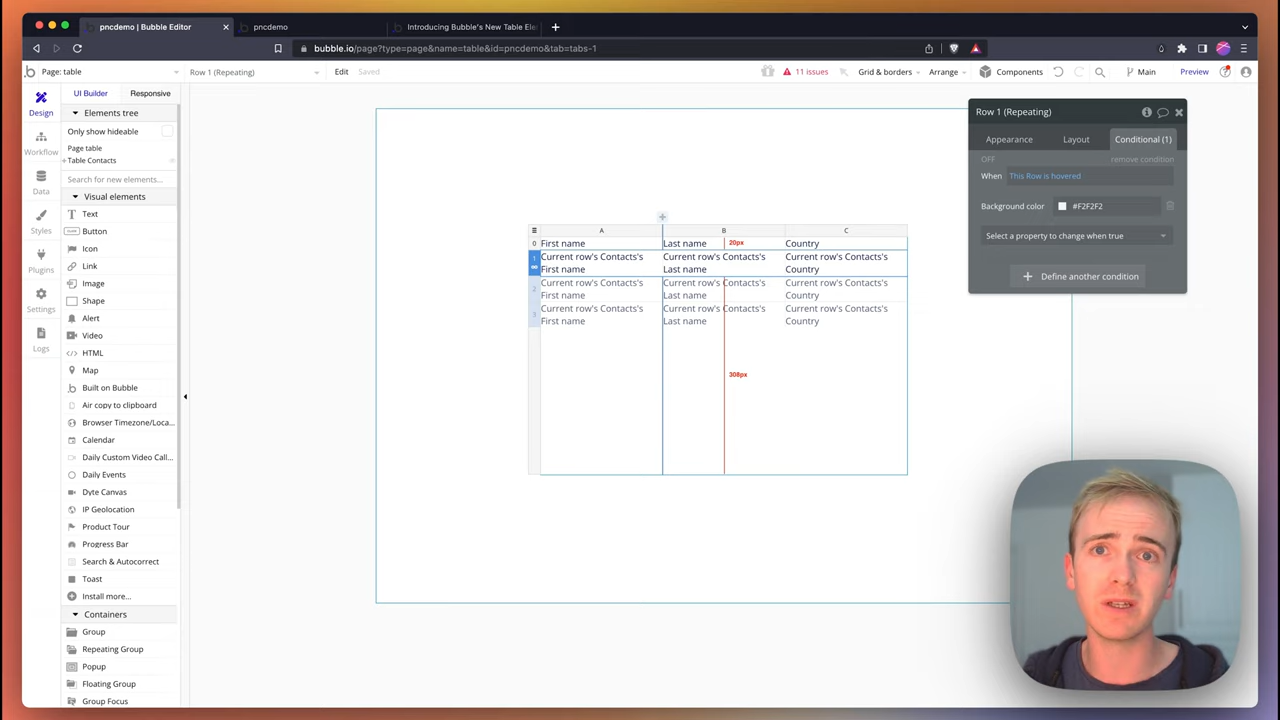 pncdemo | Bubble Editor
pncdemo
Introducing Bubble's New Table Ele
bubble.io/page?type=page&name=table&id=pncdemo&tab=tabs-1
Page: table
Row 1 (Repeating)
Edit
Saved
11 issues
Grid & borders
Arrange
Components
Main
Preview
Design
Workflow
Data
Styles
Plugins
Settings
Logs
UI Builder
Responsive
Elements tree
Only show hideable
Page table
Table Contacts
Search for new elements...
Visual elements
Text
Button
Icon
Link
Image
Shape
Alert
Video
HTML
Map
Built on Bubble
Air copy to clipboard
Browser Timezone/Loca...
Calendar
Daily Custom Video Call...
Daily Events
Dyte Canvas
IP Geolocation
Product Tour
Progress Bar
Search & Autocorrect
Toast
Install more...
Containers
Group
Repeating Group
Popup
Floating Group
Group Focus
A
B
C
0
First name
Last name
20px
Country
1
Current row's Contacts's
First name
Current row's Contacts's
Last name
Current row's Contacts's
Country
2
Current row's Contacts's
First name
Current row's Contacts's
Last name
Current row's Contacts's
Country
3
Current row's Contacts's
First name
Current row's Contacts's
Last name
Current row's Contacts's
Country
308px
Row 1 (Repeating)
Appearance
Layout
Conditional (1)
OFF
remove condition
When
This Row is hovered
Background color
#F2F2F2
Select a property to change when true
Define another condition